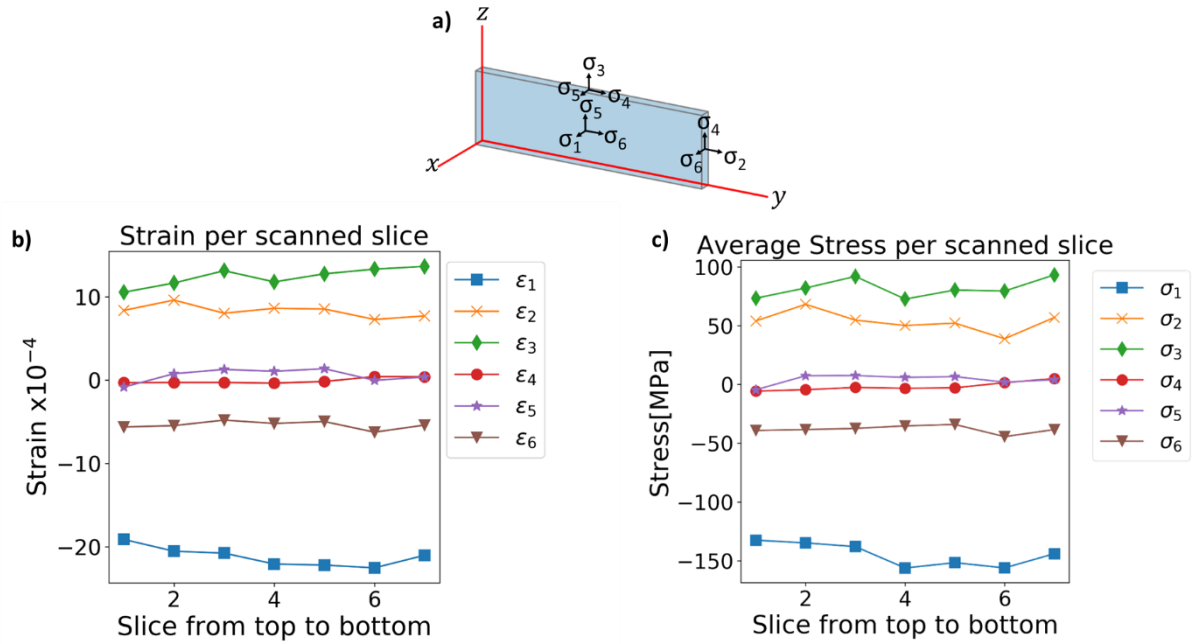 a)
z
σ3
σ5
σ4
σ5
σ4
σ1
σ6
σ6
σ2
x
y
b)
Strain per scanned slice
Strain x10−4
10
0
−10
−20
2
4
6
Slice from top to bottom
ε1
ε2
ε3
ε4
ε5
ε6
c)
Average Stress per scanned slice
Stress[MPa]
100
50
0
−50
−100
−150
2
4
6
Slice from top to bottom
σ1
σ2
σ3
σ4
σ5
σ6